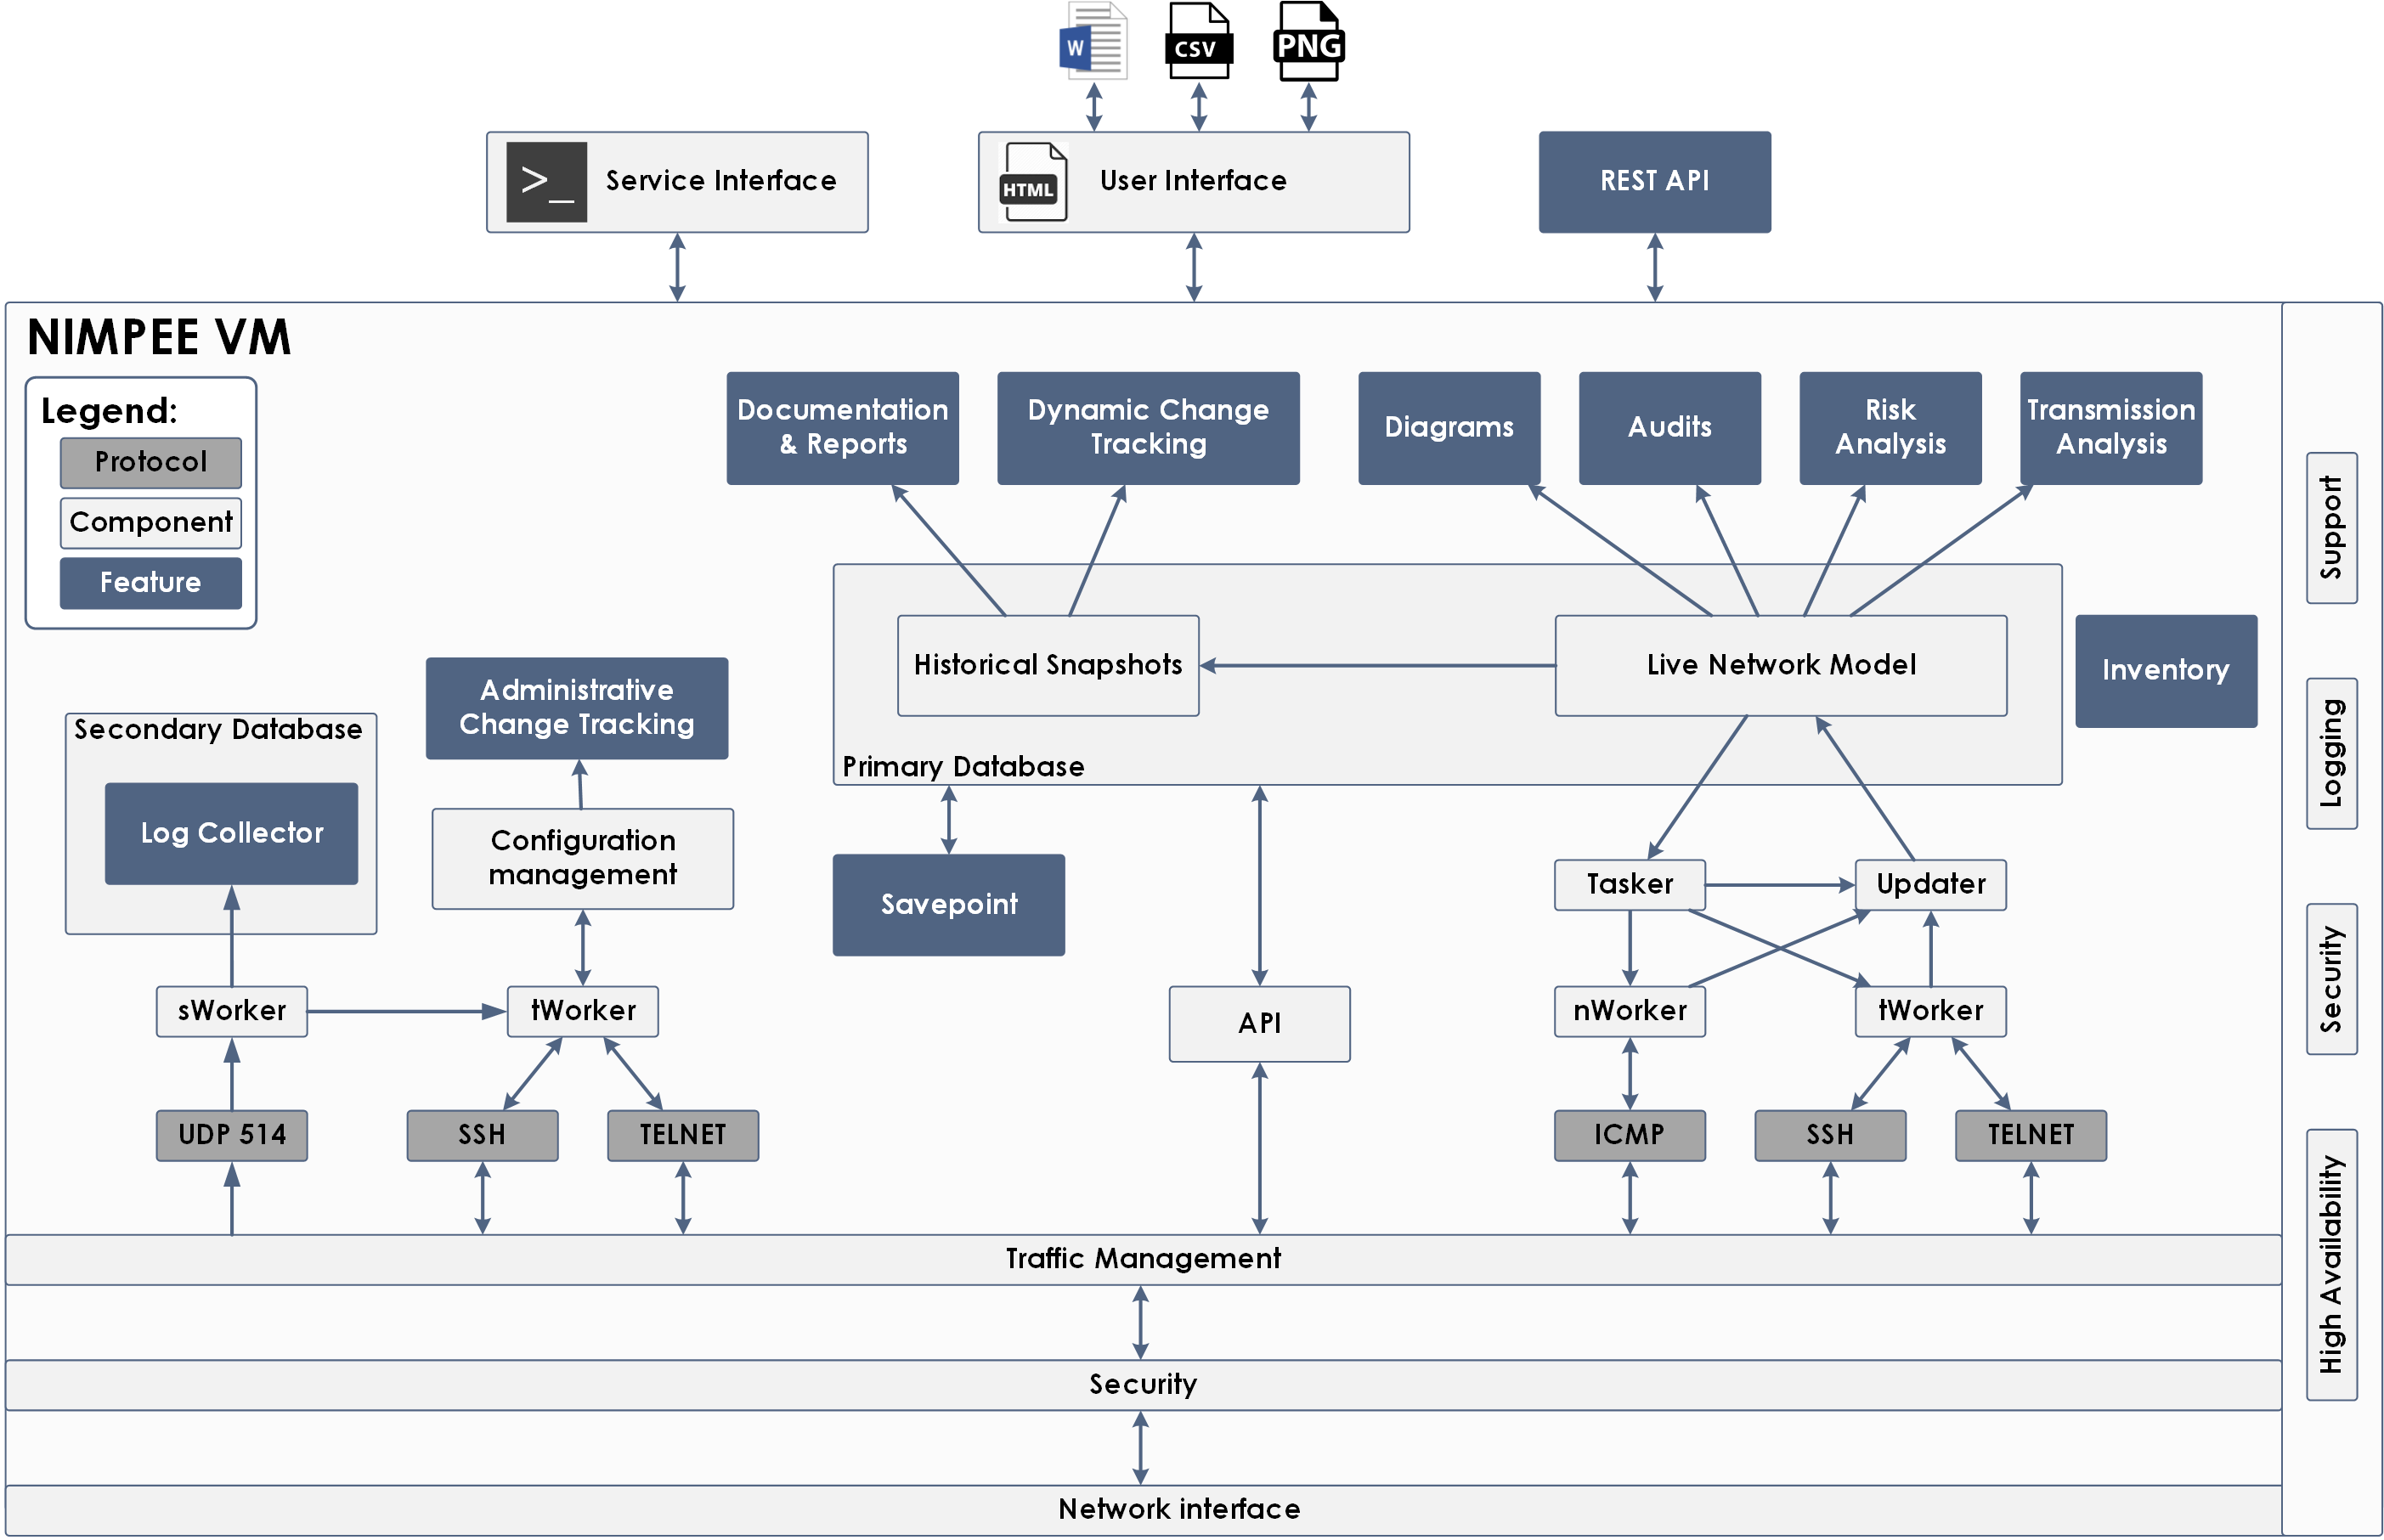 W
CSV
PNG
>_
Service Interface
HTML
User Interface
REST API
NIMPEE VM
Legend:
Protocol
Component
Feature
Documentation
& Reports
Dynamic Change
Tracking
Diagrams
Audits
Risk
Analysis
Transmission
Analysis
Historical Snapshots
Live Network Model
Primary Database
Inventory
Administrative
Change Tracking
Secondary Database
Log Collector
Configuration
management
Savepoint
Tasker
Updater
sWorker
tWorker
API
nWorker
tWorker
UDP 514
SSH
TELNET
ICMP
SSH
TELNET
Support
Logging
Security
High Availability
Traffic Management
Security
Network interface